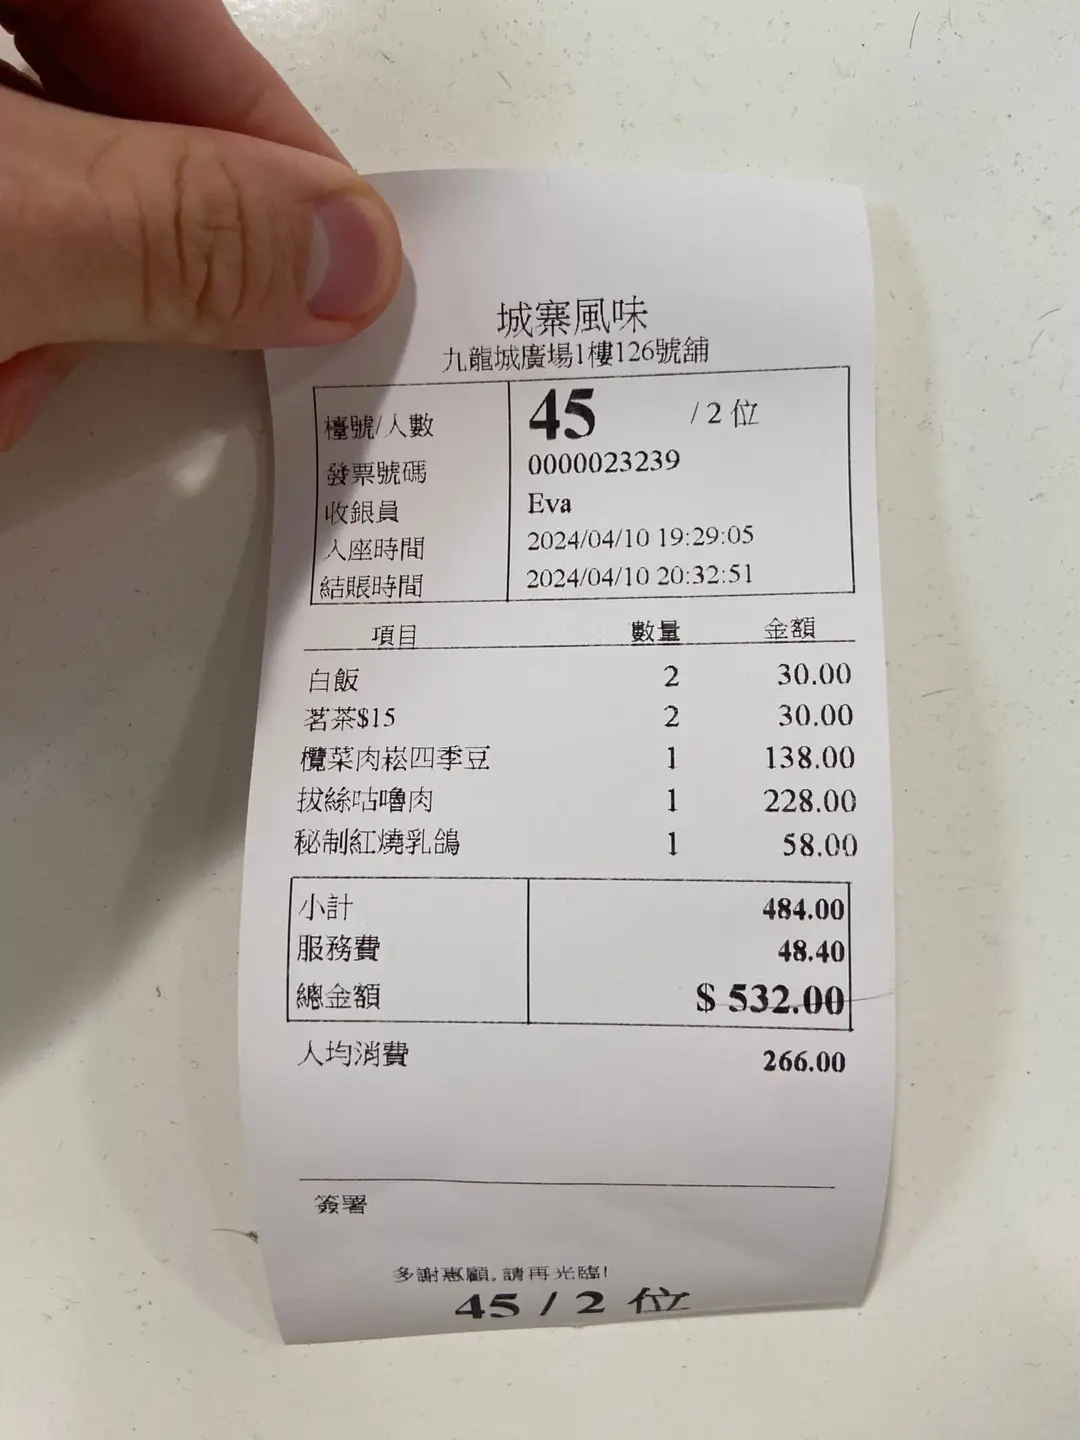 城寨風味
九龍城廣場1樓126號舖
檯號/人數 45 / 2 位
發票號碼 0000023239
收銀員 Eva
入座時間 2024/04/10 19:29:05
結賬時間 2024/04/10 20:32:51
項目 數量 金額
白飯 2 30.00
茗茶$15 2 30.00
欖菜肉崧四季豆 1 138.00
拔絲咕嚕肉 1 228.00
秘制紅燒乳鴿 1 58.00
小計 484.00
服務費 48.40
總金額 $ 532.00
人均消費 266.00
簽署
多謝惠顧,請再光臨!
45 / 2 位